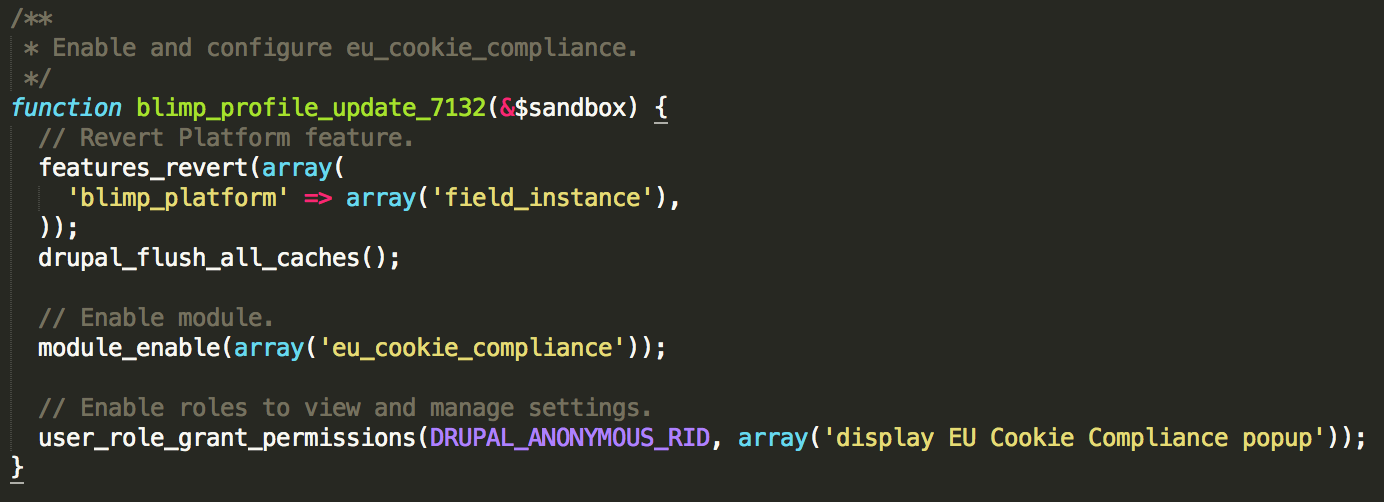 /**
 * Enable and configure eu_cookie_compliance.
 */
function blimp_profile_update_7132(&$sandbox) {
  // Revert Platform feature.
  features_revert(array(
    'blimp_platform' => array('field_instance'),
  ));
  drupal_flush_all_caches();

  // Enable module.
  module_enable(array('eu_cookie_compliance'));

  // Enable roles to view and manage settings.
  user_role_grant_permissions(DRUPAL_ANONYMOUS_RID, array('display EU Cookie Compliance popup'));
}